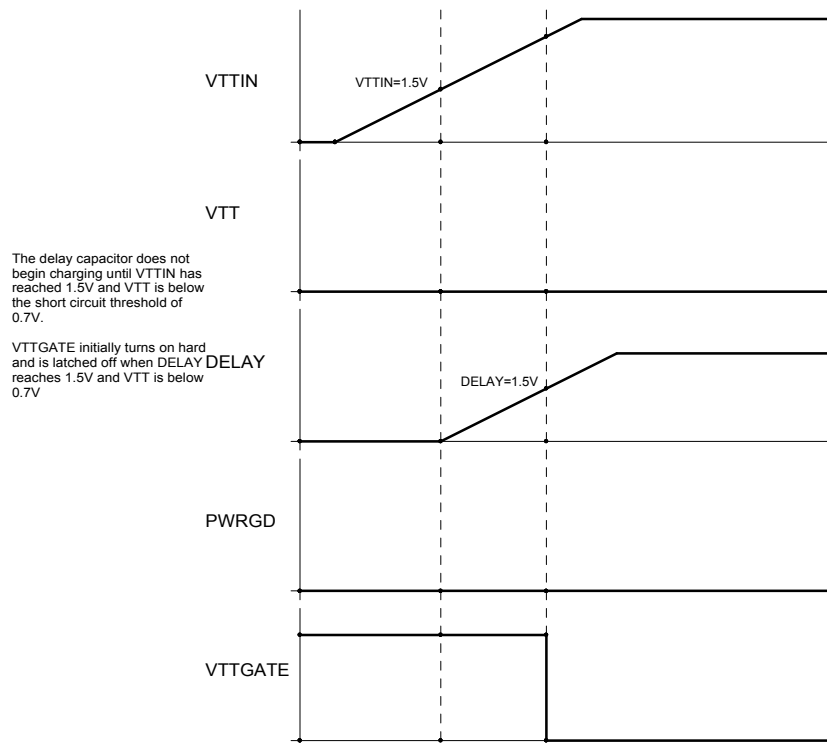 VTTIN
VTTIN=1.5V
VTT
The delay capacitor does not
begin charging until VTTIN has
reached 1.5V and VTT is below
the short circuit threshold of
0.7V.
VTTGATE initially turns on hard
and is latched off when DELAY
reaches 1.5V and VTT is below
0.7V
DELAY
DELAY=1.5V
PWRGD
VTTGATE